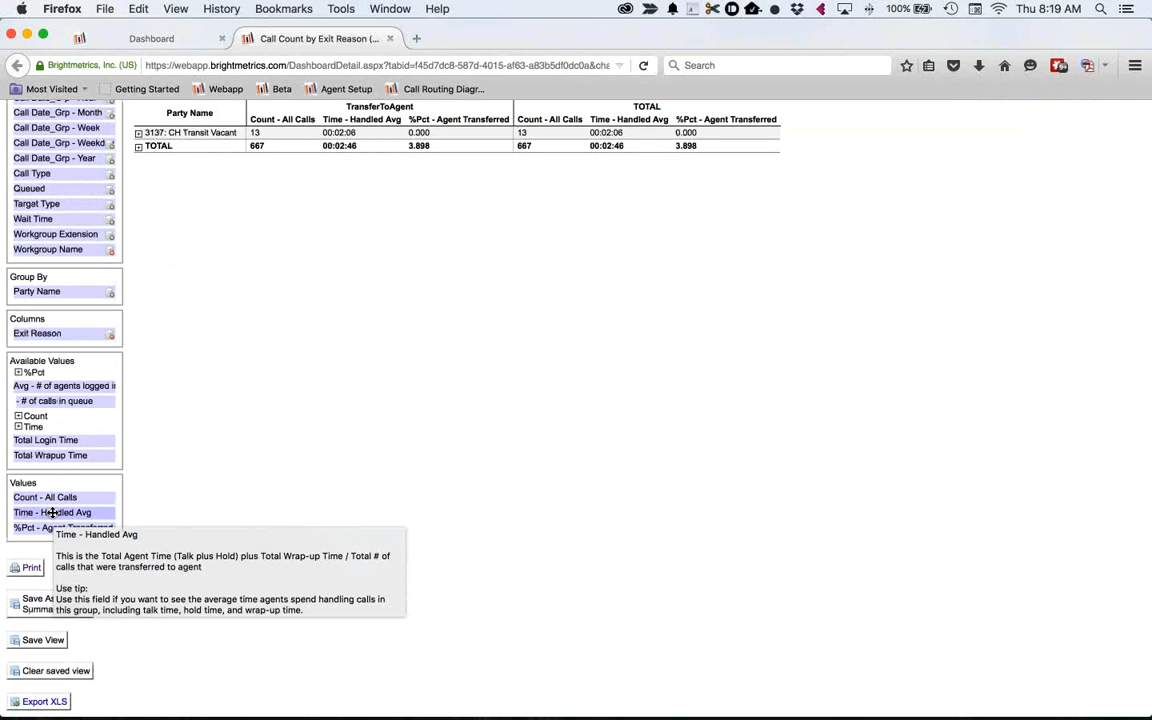 Firefox File Edit View History Bookmarks Tools Window Help 100% Thu 8:19 AM
Dashboard Call Count by Exit Reason (...
Brightmetrics, Inc. (US) https://webapp.brightmetrics.com/DashboardDetail.aspx?tabid=f45d7dc8-587d-4015-af63-a83b5df0dc0a&cha Search
Most Visited Getting Started Webapp Beta Agent Setup Call Routing Diagr...
Call Date_Grp - Month
Call Date_Grp - Week
Call Date_Grp - Weekd
Call Date_Grp - Year
Call Type
Queued
Target Type
Wait Time
Workgroup Extension
Workgroup Name
Group By
Party Name
Columns
Exit Reason
Available Values
%Pct
Avg - # of agents logged i
- # of calls in queue
Count
Time
Total Login Time
Total Wrapup Time
Values
Count - All Calls
Time - Handled Avg
%Pct - Agent Transferred
Print
Save As
Summa
Save View
Clear saved view
Export XLS
Party Name TransferToAgent TOTAL
Count - All Calls Time - Handled Avg %Pct - Agent Transferred Count - All Calls Time - Handled Avg %Pct - Agent Transferred
3137: CH Transit Vacant 13 00:02:06 0.000 13 00:02:06 0.000
TOTAL 667 00:02:46 3.898 667 00:02:46 3.898
Time - Handled Avg
This is the Total Agent Time (Talk plus Hold) plus Total Wrap-up Time / Total # of
calls that were transferred to agent
Use tip:
Use this field if you want to see the average time agents spend handling calls in
this group, including talk time, hold time, and wrap-up time.